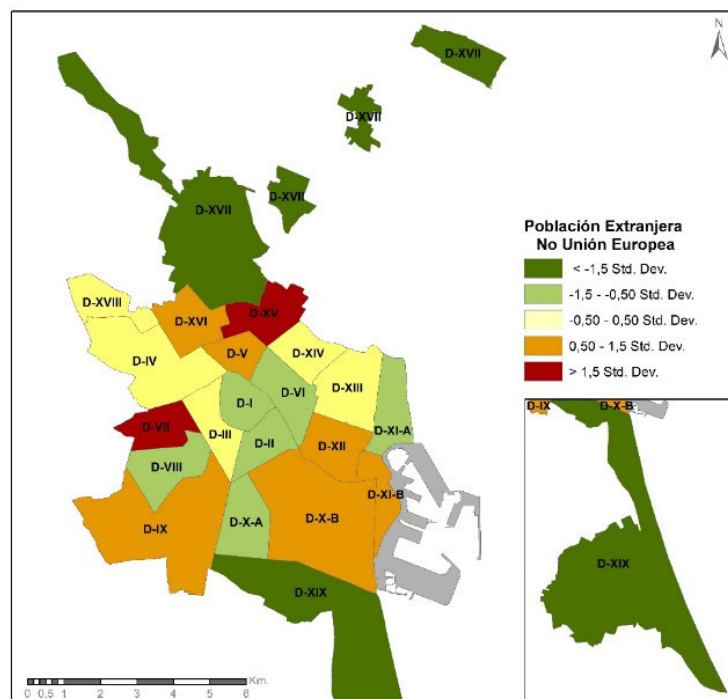 N
D-XVII
D-XVII
D-XVII
D-XVII
Población Extranjera
No Unión Europea
< -1,5 Std. Dev.
-1,5 - -0,50 Std. Dev.
-0,50 - 0,50 Std. Dev.
0,50 - 1,5 Std. Dev.
> 1,5 Std. Dev.
D-XVIII
D-XVI
D-XV
D-IV
D-V
D-XIV
D-VI
D-XIII
D-I
D-VII
D-III
D-II
D-XII
D-XI-A
D-VIII
D-IX
D-X-A
D-X-B
D-XI-B
D-XIX
D-IX
D-X-B
D-XIX
Km.
0 0,5 1 2 3 4 5 6